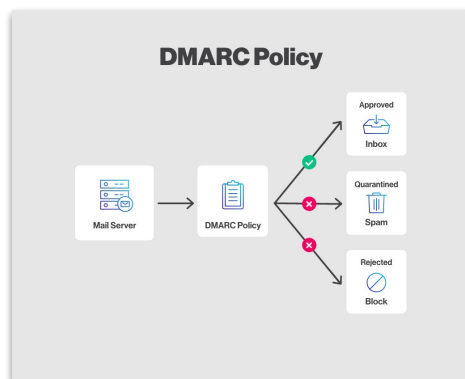 DMARC Policy
Mail Server
DMARC Policy
Approved
Inbox
Quarantined
Spam
Rejected
Block